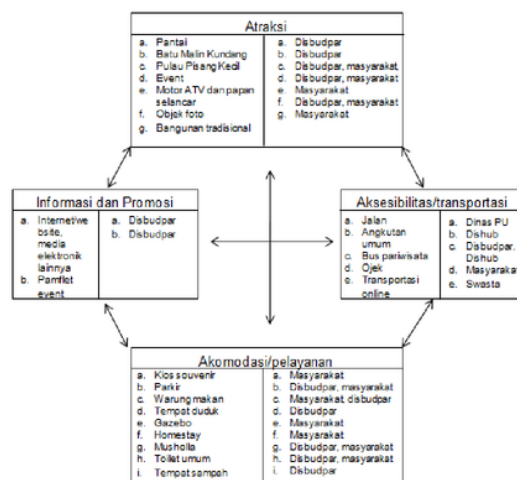 Atraksi
a. Pantai
b. Batu Malin Kundang
c. Pulau Pisang Kecil
d. Event
e. Motor ATV dan papan
selancar
f. Objek foto
g. Bangunan tradisional
a. Disbudpar
b. Disbudpar
c. Disbudpar, masyarakat,
d. Disbudpar, masyarakat
e. Masyarakat
f. Disbudpar, masyarakat
g. Masyarakat
Informasi dan Promosi
a. Internet/we
bsite,
media
elektronik
lainnya
b. Pamflet
event
a. Disbudpar
b. Disbudpar
Aksesibilitas/transportasi
a. Jalan
b. Angkutan
umum
c. Bus pariwisata
d. Ojek
e. Transportasi
online
a. Dinas PU
b. Dishub
c. Disbudpar,
Dishub
d. Masyarakat
e. Swasta
Akomodasi/pelayanan
a. Kios souvenir
b. Parkir
c. Warung makan
d. Tempat duduk
e. Gazebo
f. Homestay
g. Musholla
h. Toilet umum
i. Tempat sampah
a. Masyarakat
b. Disbudpar, masyarakat
c. Masyarakat, disbudpar
d. Disbudpar
e. Masyarakat
f. Masyarakat
g. Disbudpar, masyarakat
h. Disbudpar, masyarakat
i. Disbudpar